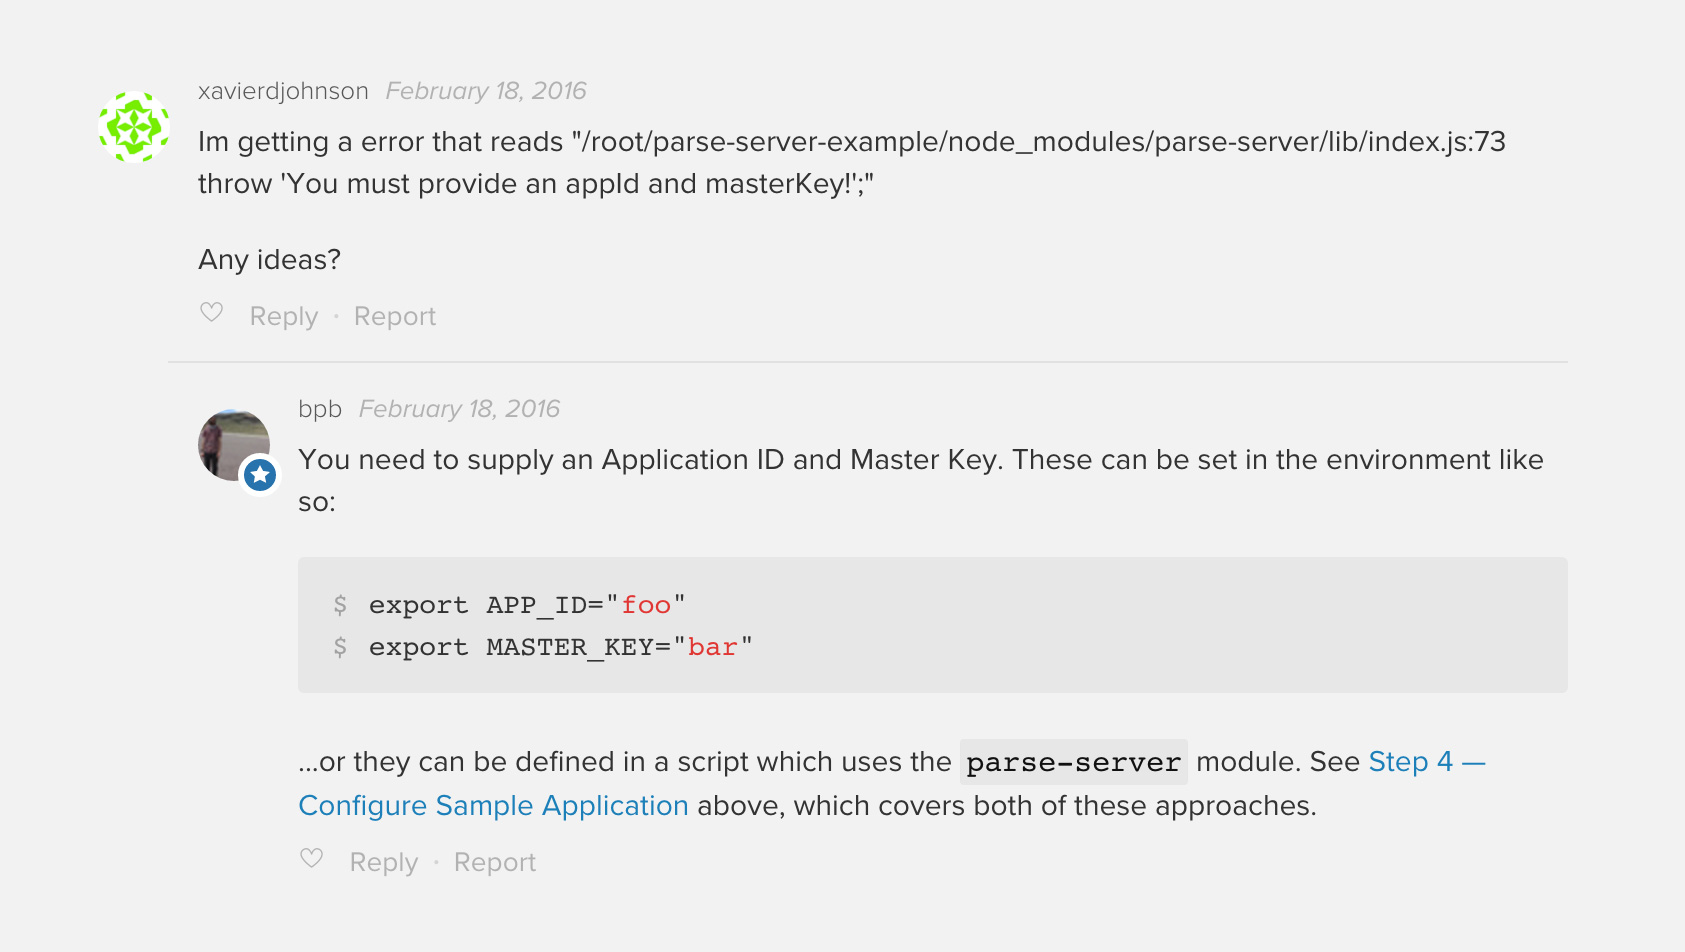 xavierdjohnson February 18, 2016
Im getting a error that reads "/root/parse-server-example/node_modules/parse-server/lib/index.js:73
throw 'You must provide an appId and masterKey!';"
Any ideas?
Reply · Report
bpb February 18, 2016
You need to supply an Application ID and Master Key. These can be set in the environment like
so:
$ export APP_ID="foo"
$ export MASTER_KEY="bar"
...or they can be defined in a script which uses the parse-server module. See Step 4 —
Configure Sample Application above, which covers both of these approaches.
Reply · Report